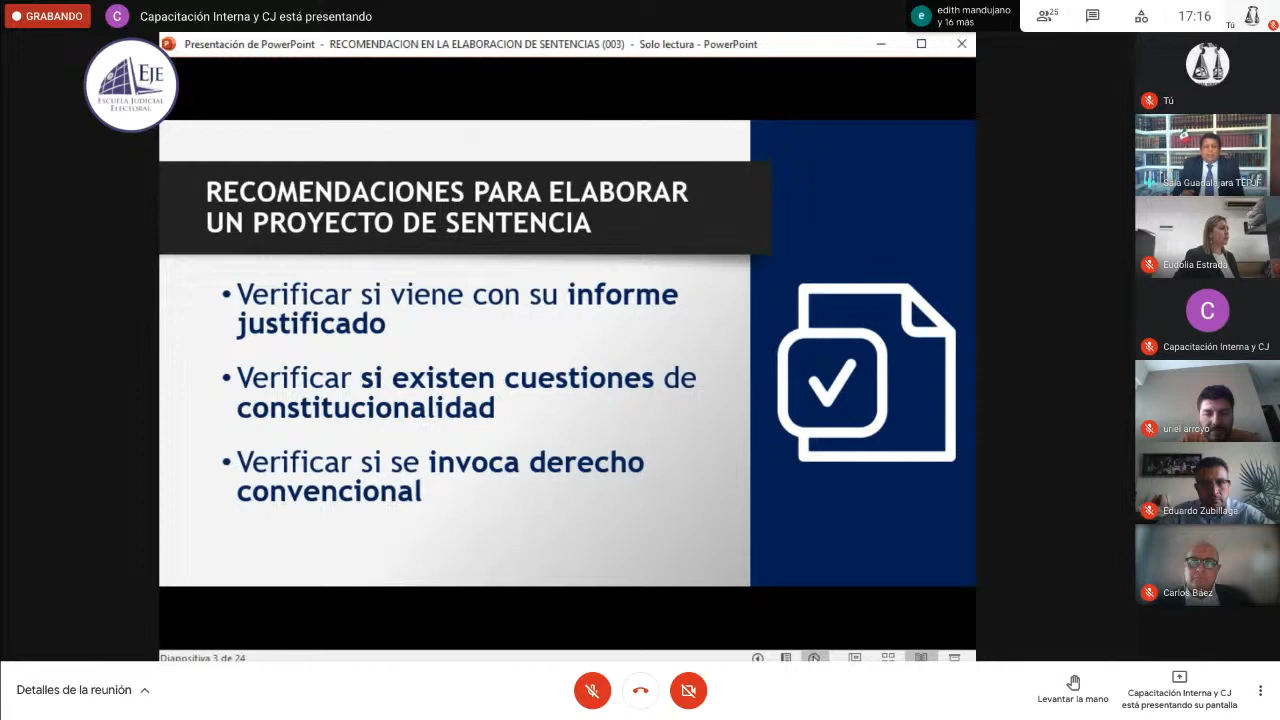 GRABANDO
C
Capacitación Interna y CJ está presentando
e
edith mandujano
y 16 más
25
17:16
Tú
Presentación de PowerPoint - RECOMENDACION EN LA ELABORACION DE SENTENCIAS (003) - Solo lectura - PowerPoint
EJE
ESCUELA JUDICIAL
ELECTORAL
RECOMENDACIONES PARA ELABORAR
UN PROYECTO DE SENTENCIA
• Verificar si viene con su informe
justificado
• Verificar si existen cuestiones de
constitucionalidad
• Verificar si se invoca derecho
convencional
Diapositiva 3 de 24
Tú
Sala Guadalajara TEPJF
Eudolia Estrada
C
Capacitación Interna y CJ
uriel arroyo
Eduardo Zubillaga
Carlos Báez
Detalles de la reunión
Levantar la mano
Capacitación Interna y CJ
está presentando su pantalla